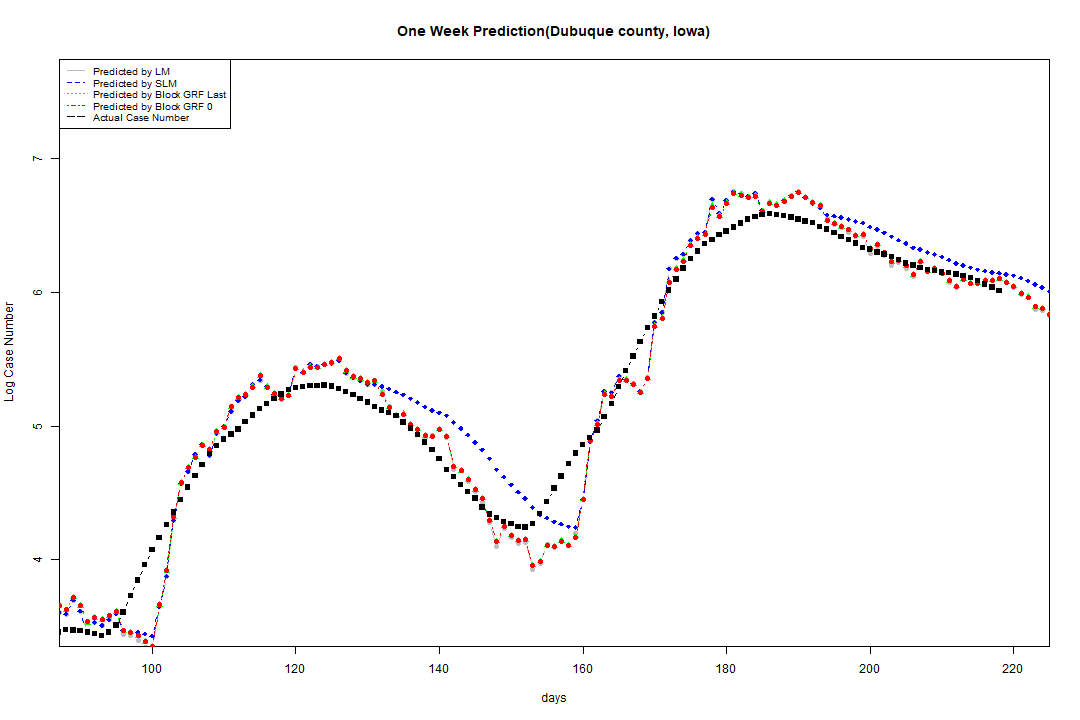 One Week Prediction(Dubuque county, Iowa)
Predicted by LM
Predicted by SLM
Predicted by Block GRF Last
Predicted by Block GRF 0
Actual Case Number
7
6
5
4
Log Case Number
100 120 140 160 180 200 220
days